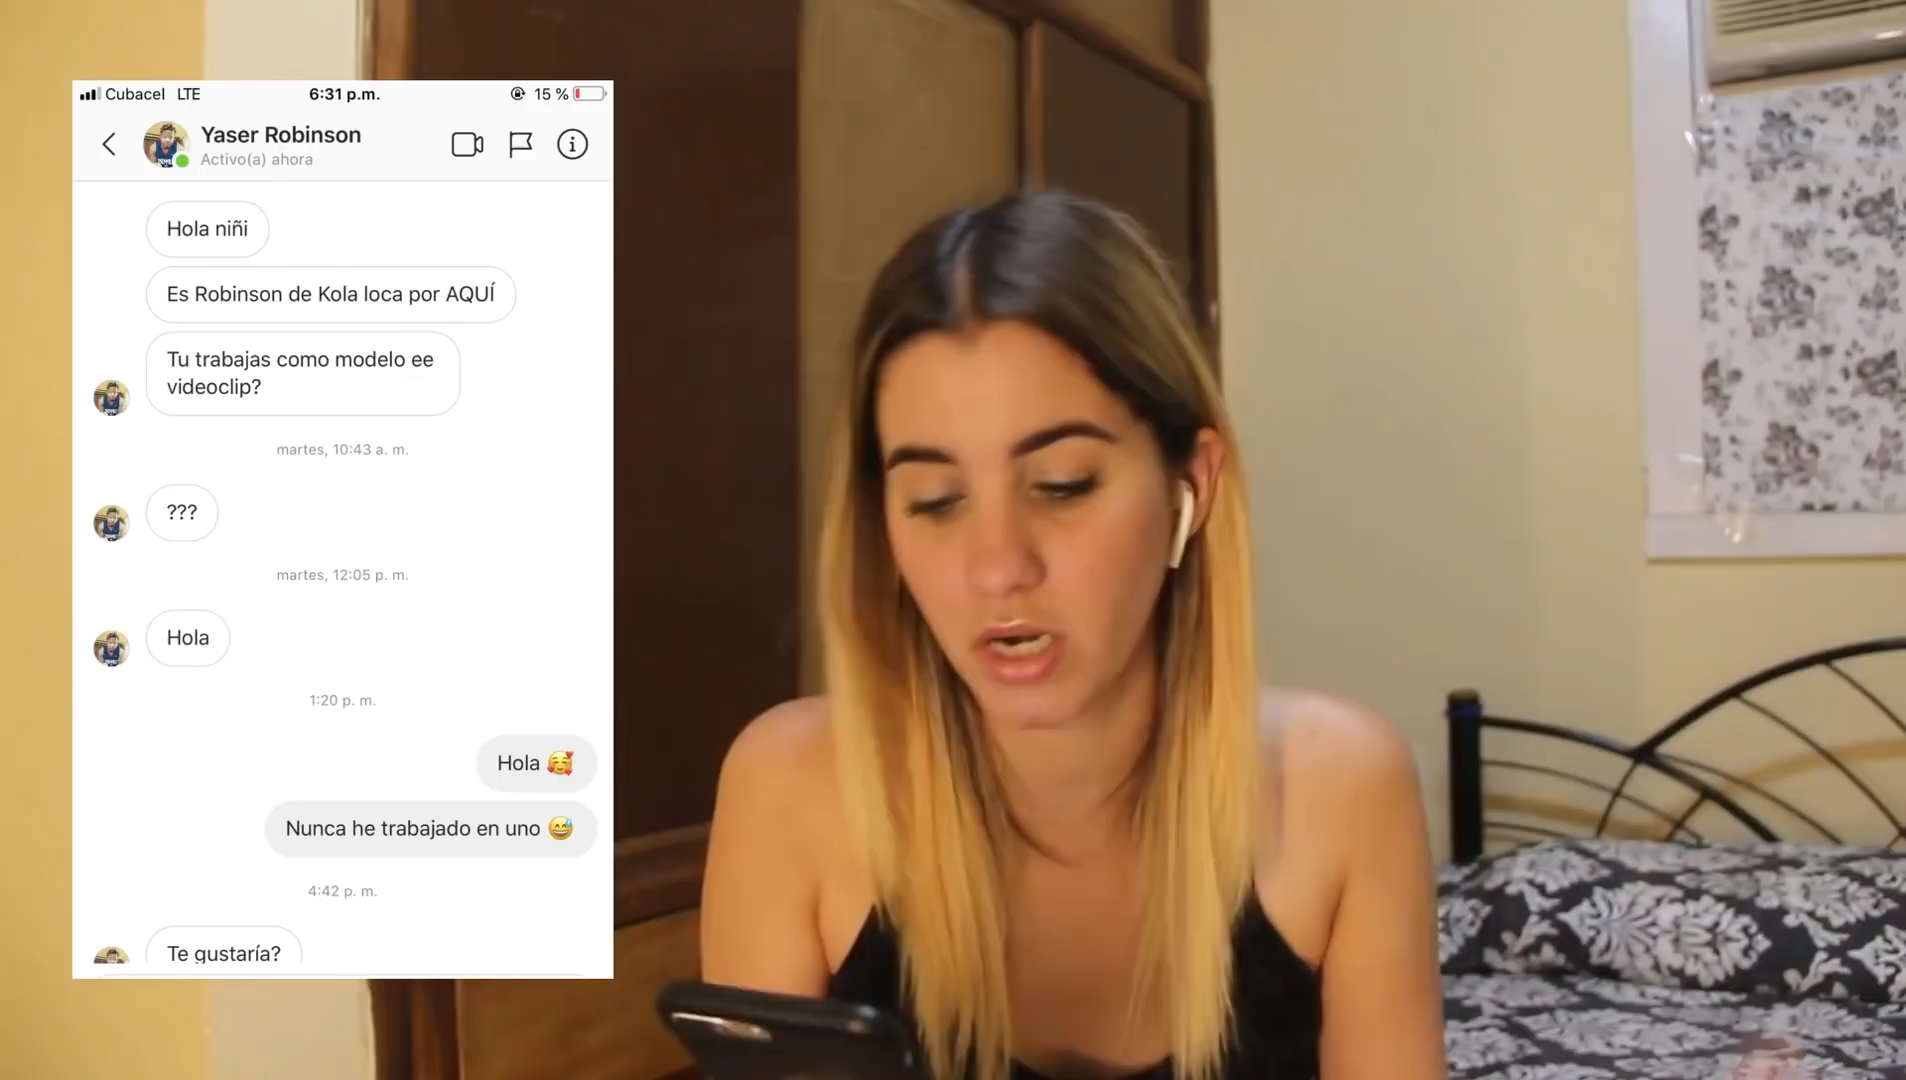 Cubacel LTE 6:31 p.m. 15 %
Yaser Robinson
Activo(a) ahora
Hola niñi
Es Robinson de Kola loca por AQUÍ
Tu trabajas como modelo ee
videoclip?
martes, 10:43 a. m.
???
martes, 12:05 p. m.
Hola
1:20 p. m.
Hola 🥰
Nunca he trabajado en uno 😅
4:42 p. m.
Te gustaría?